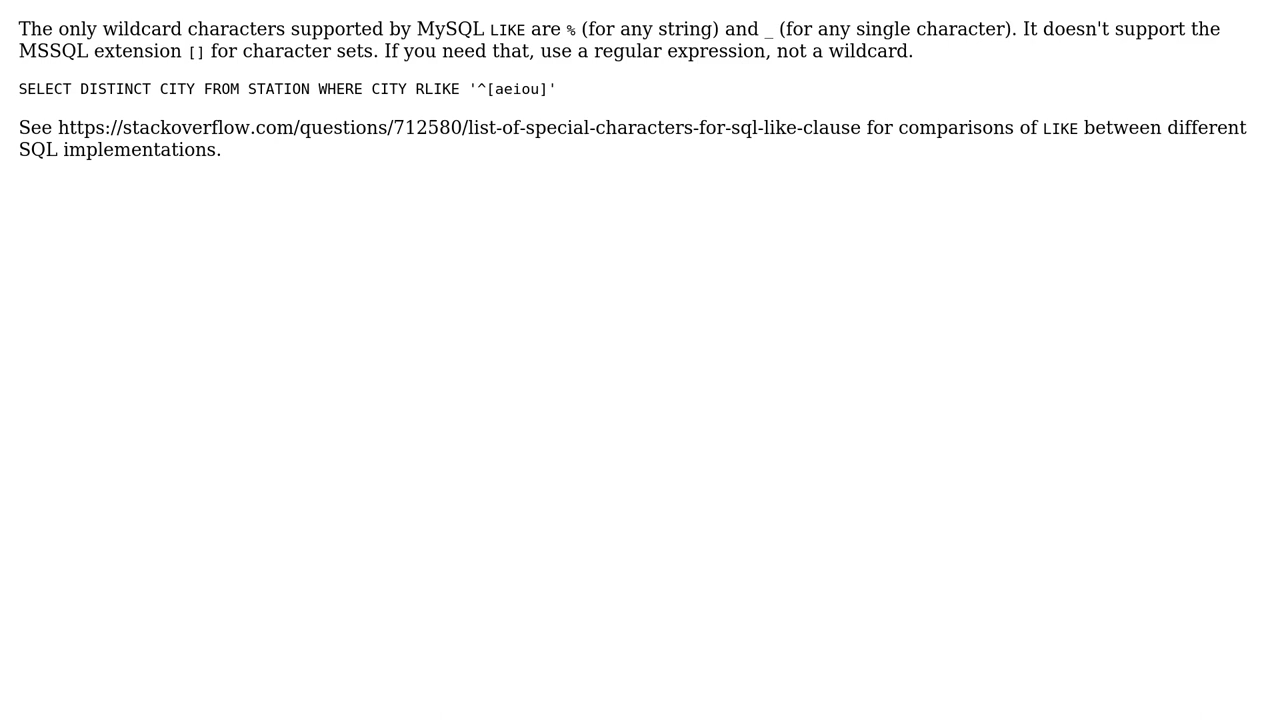 The only wildcard characters supported by MySQL LIKE are % (for any string) and _ (for any single character). It doesn't support the
MSSQL extension [] for character sets. If you need that, use a regular expression, not a wildcard.
SELECT DISTINCT CITY FROM STATION WHERE CITY RLIKE '^[aeiou]'
See https://stackoverflow.com/questions/712580/list-of-special-characters-for-sql-like-clause for comparisons of LIKE between different
SQL implementations.